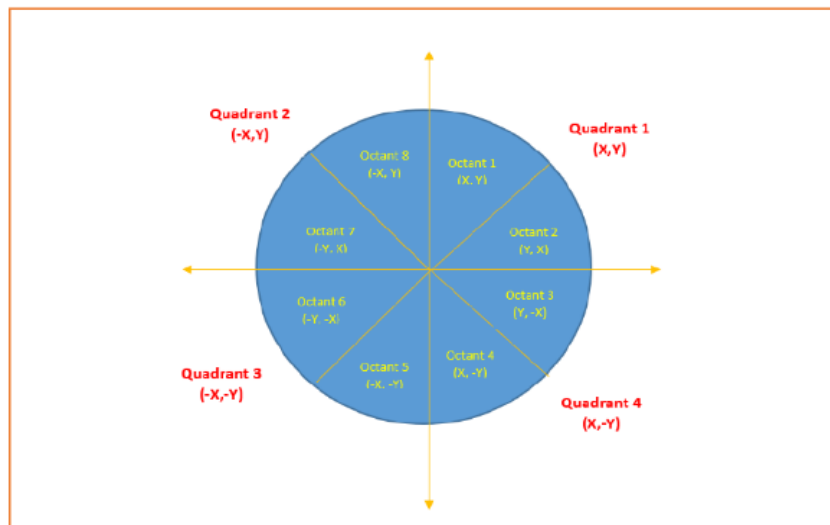 Quadrant 2
(-X,Y)
Quadrant 1
(X,Y)
Octant 8
(-X, Y)
Octant 1
(X, Y)
Octant 7
(-Y, X)
Octant 2
(Y, X)
Octant 6
(-Y, -X)
Octant 3
(Y, -X)
Octant 5
(-X, -Y)
Octant 4
(X, -Y)
Quadrant 3
(-X,-Y)
Quadrant 4
(X,-Y)